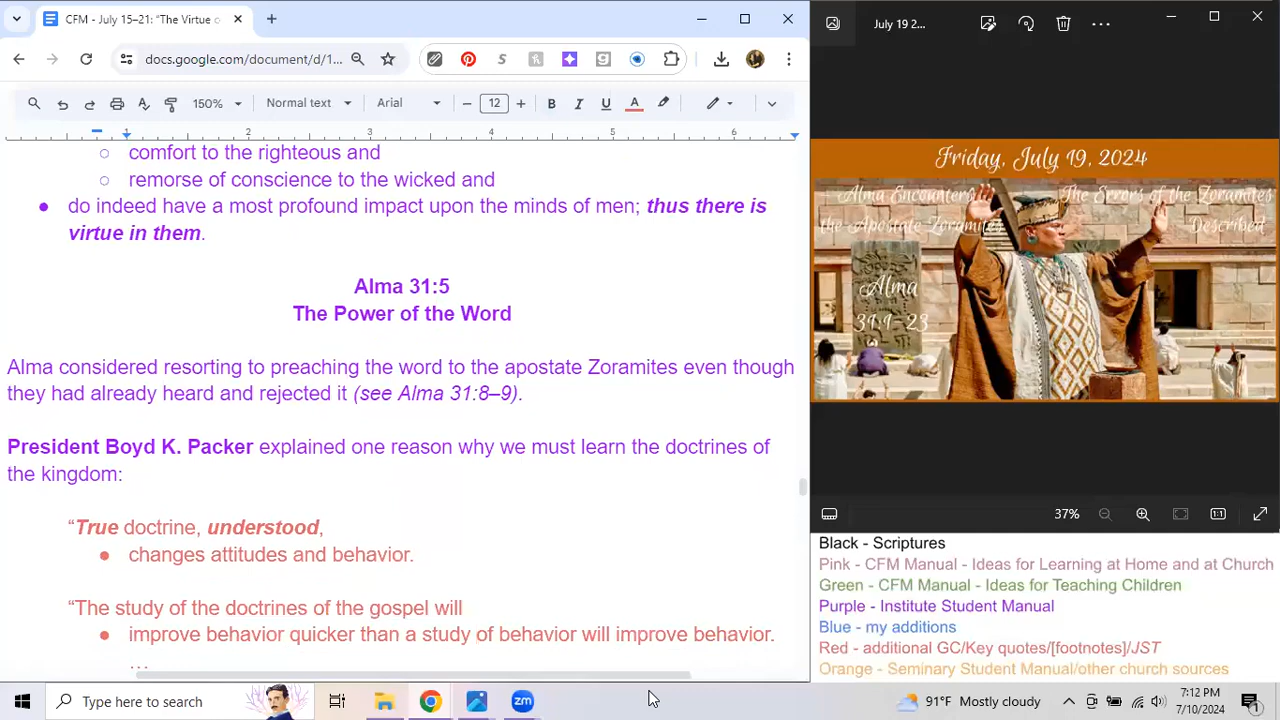 CFM - July 15–21: "The Virtue o
docs.google.com/document/d/1...
150%
Normal text
Arial
12
B
I
U
A
1
2
3
4
5
6
comfort to the righteous and
remorse of conscience to the wicked and
do indeed have a most profound impact upon the minds of men; thus there is
virtue in them.
Alma 31:5
The Power of the Word
Alma considered resorting to preaching the word to the apostate Zoramites even though
they had already heard and rejected it (see Alma 31:8–9).
President Boyd K. Packer explained one reason why we must learn the doctrines of
the kingdom:
"True doctrine, understood,
changes attitudes and behavior.
"The study of the doctrines of the gospel will
improve behavior quicker than a study of behavior will improve behavior.
…
July 19 2...
Friday, July 19, 2024
Alma Encounters
the Apostate Zoramites
The Errors of the Zoramites
Described
Alma
31:1-23
37%
1:1
Black - Scriptures
Pink - CFM Manual - Ideas for Learning at Home and at Church
Green - CFM Manual - Ideas for Teaching Children
Purple - Institute Student Manual
Blue - my additions
Red - additional GC/Key quotes/[footnotes]/JST
Orange - Seminary Student Manual/other church sources
Type here to search
zm
91°F Mostly cloudy
7:12 PM
7/10/2024
1